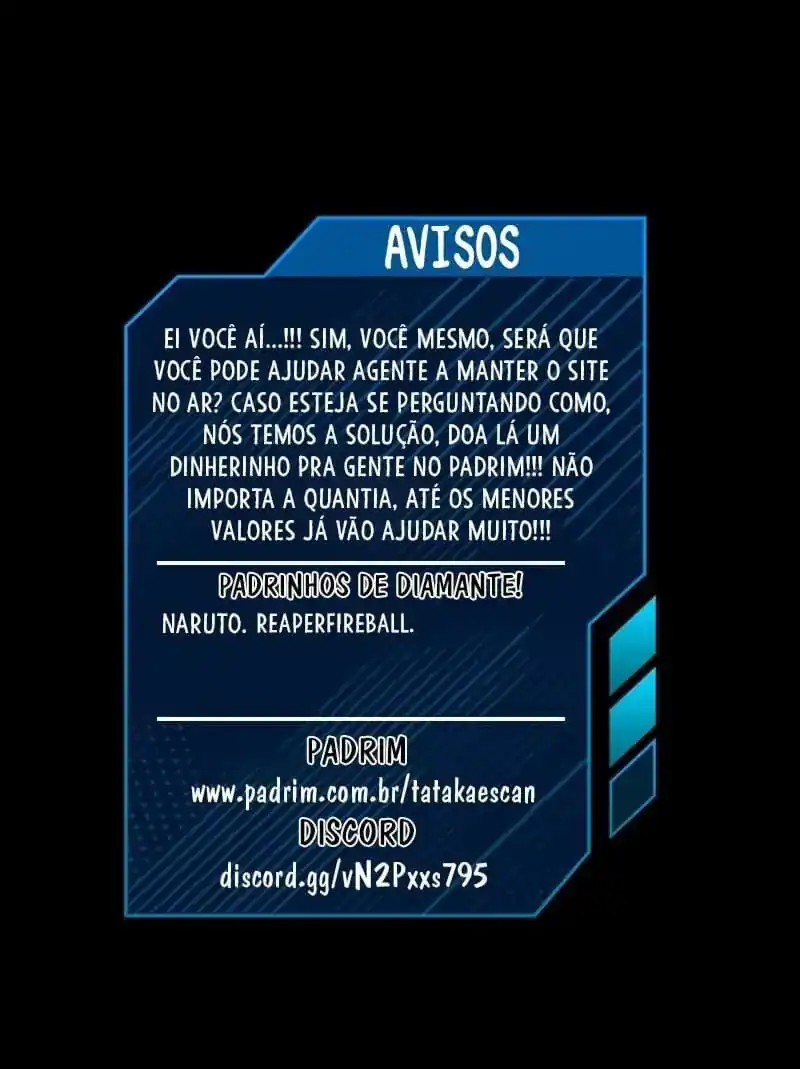 AVISOS
EI VOCÊ AÍ...!!! SIM, VOCÊ MESMO, SERÁ QUE
VOCÊ PODE AJUDAR AGENTE A MANTER O SITE
NO AR? CASO ESTEJA SE PERGUNTANDO COMO,
NÓS TEMOS A SOLUÇÃO, DOA LÁ UM
DINHERINHO PRA GENTE NO PADRIM!!! NÃO
IMPORTA A QUANTIA, ATÉ OS MENORES
VALORES JÁ VÃO AJUDAR MUITO!!!
PADRINHOS DE DIAMANTE!
NARUTO. REAPERFIREBALL.
PADRIM
www.padrim.com.br/tatakaescan
DISCORD
discord.gg/vN2Pxxs795